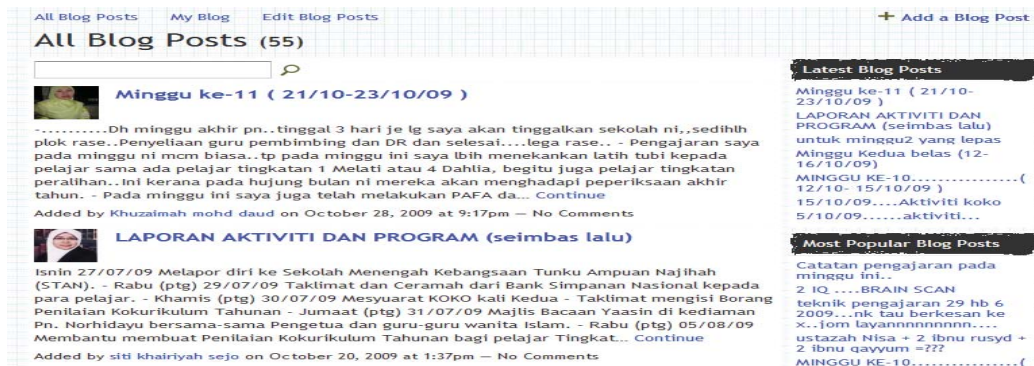 All Blog Posts My Blog Edit Blog Posts
+ Add a Blog Post
All Blog Posts (55)
Minggu ke-11 ( 21/10-23/10/09 )
-..........Dh minggu akhir pn..tinggal 3 hari je lg saya akan tinggalkan sekolah ni,,sedihlh
plok rase..Penyeliaan guru pembimbing dan DR dan selesai....lega rase.. - Pengajaran saya
pada minggu ni mcm biasa..tp pada minggu ini saya lbih menekankan latih tubi kepada
pelajar sama ada pelajar tingkatan 1 Melati atau 4 Dahlia, begitu juga pelajar tingkatan
peralihan..Ini kerana pada hujung bulan ni mereka akan menghadapi peperiksaan akhir
tahun. - Pada minggu ini saya juga telah melakukan PAFA da... Continue
Added by Khuzaimah mohd daud on October 28, 2009 at 9:17pm — No Comments
LAPORAN AKTIVITI DAN PROGRAM (seimbas lalu)
Isnin 27/07/09 Melapor diri ke Sekolah Menengah Kebangsaan Tunku Ampuan Najihah
(STAN). - Rabu (ptg) 29/07/09 Taklimat dan Ceramah dari Bank Simpanan Nasional kepada
para pelajar. - Khamis (ptg) 30/07/09 Mesyuarat KOKO kali Kedua - Taklimat mengisi Borang
Penilaian Kokurikulum Tahunan - Jumaat (ptg) 31/07/09 Majlis Bacaan Yaasin di kediaman
Pn. Norhidayu bersama-sama Pengetua dan guru-guru wanita Islam. - Rabu (ptg) 05/08/09
Membantu membuat Penilaian Kokurikulum Tahunan bagi pelajar Tingkat... Continue
Added by siti khairiyah sejo on October 20, 2009 at 1:37pm — No Comments
Latest Blog Posts
Minggu ke-11 ( 21/10-
23/10/09 )
LAPORAN AKTIVITI DAN
PROGRAM (seimbas lalu)
untuk minggu2 yang lepas
Minggu Kedua belas (12-
16/10/09)
MINGGU KE-10...............(
12/10- 15/10/09 )
15/10/09....Aktiviti koko
5/10/09......aktiviti...
Most Popular Blog Posts
Catatan pengajaran pada
minggu ini..
2 IQ ....BRAIN SCAN
teknik pengajaran 29 hb 6
2009...nk tau berkesan ke
x..jom layannnnnnnnn....
ustazah Nisa + 2 ibnu rusyd +
2 ibnu qayyum =???
MINGGU KE-10...............(